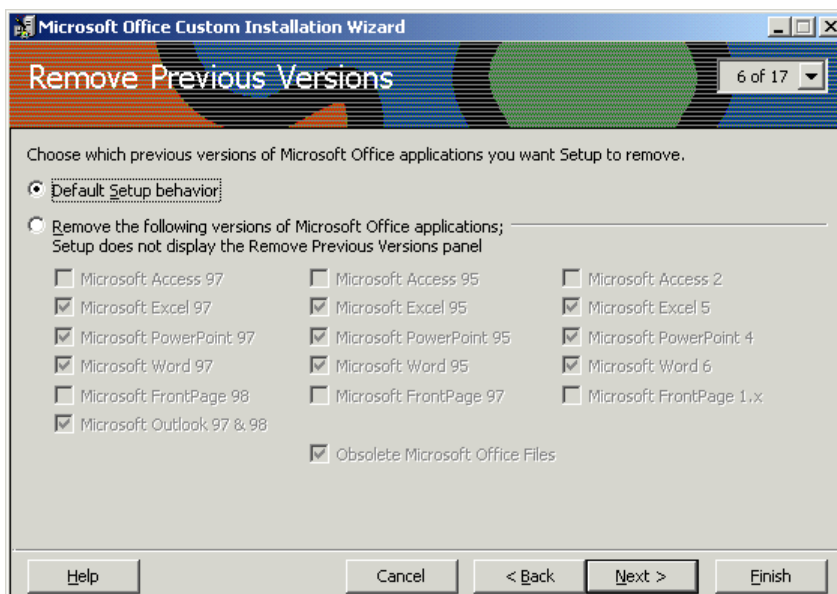 Microsoft Office Custom Installation Wizard
Remove Previous Versions
6 of 17
Choose which previous versions of Microsoft Office applications you want Setup to remove.
Default Setup behavior
Remove the following versions of Microsoft Office applications;
Setup does not display the Remove Previous Versions panel
Microsoft Access 97 Microsoft Access 95 Microsoft Access 2
Microsoft Excel 97 Microsoft Excel 95 Microsoft Excel 5
Microsoft PowerPoint 97 Microsoft PowerPoint 95 Microsoft PowerPoint 4
Microsoft Word 97 Microsoft Word 95 Microsoft Word 6
Microsoft FrontPage 98 Microsoft FrontPage 97 Microsoft FrontPage 1.x
Microsoft Outlook 97 & 98
Obsolete Microsoft Office Files
Help Cancel < Back Next > Finish